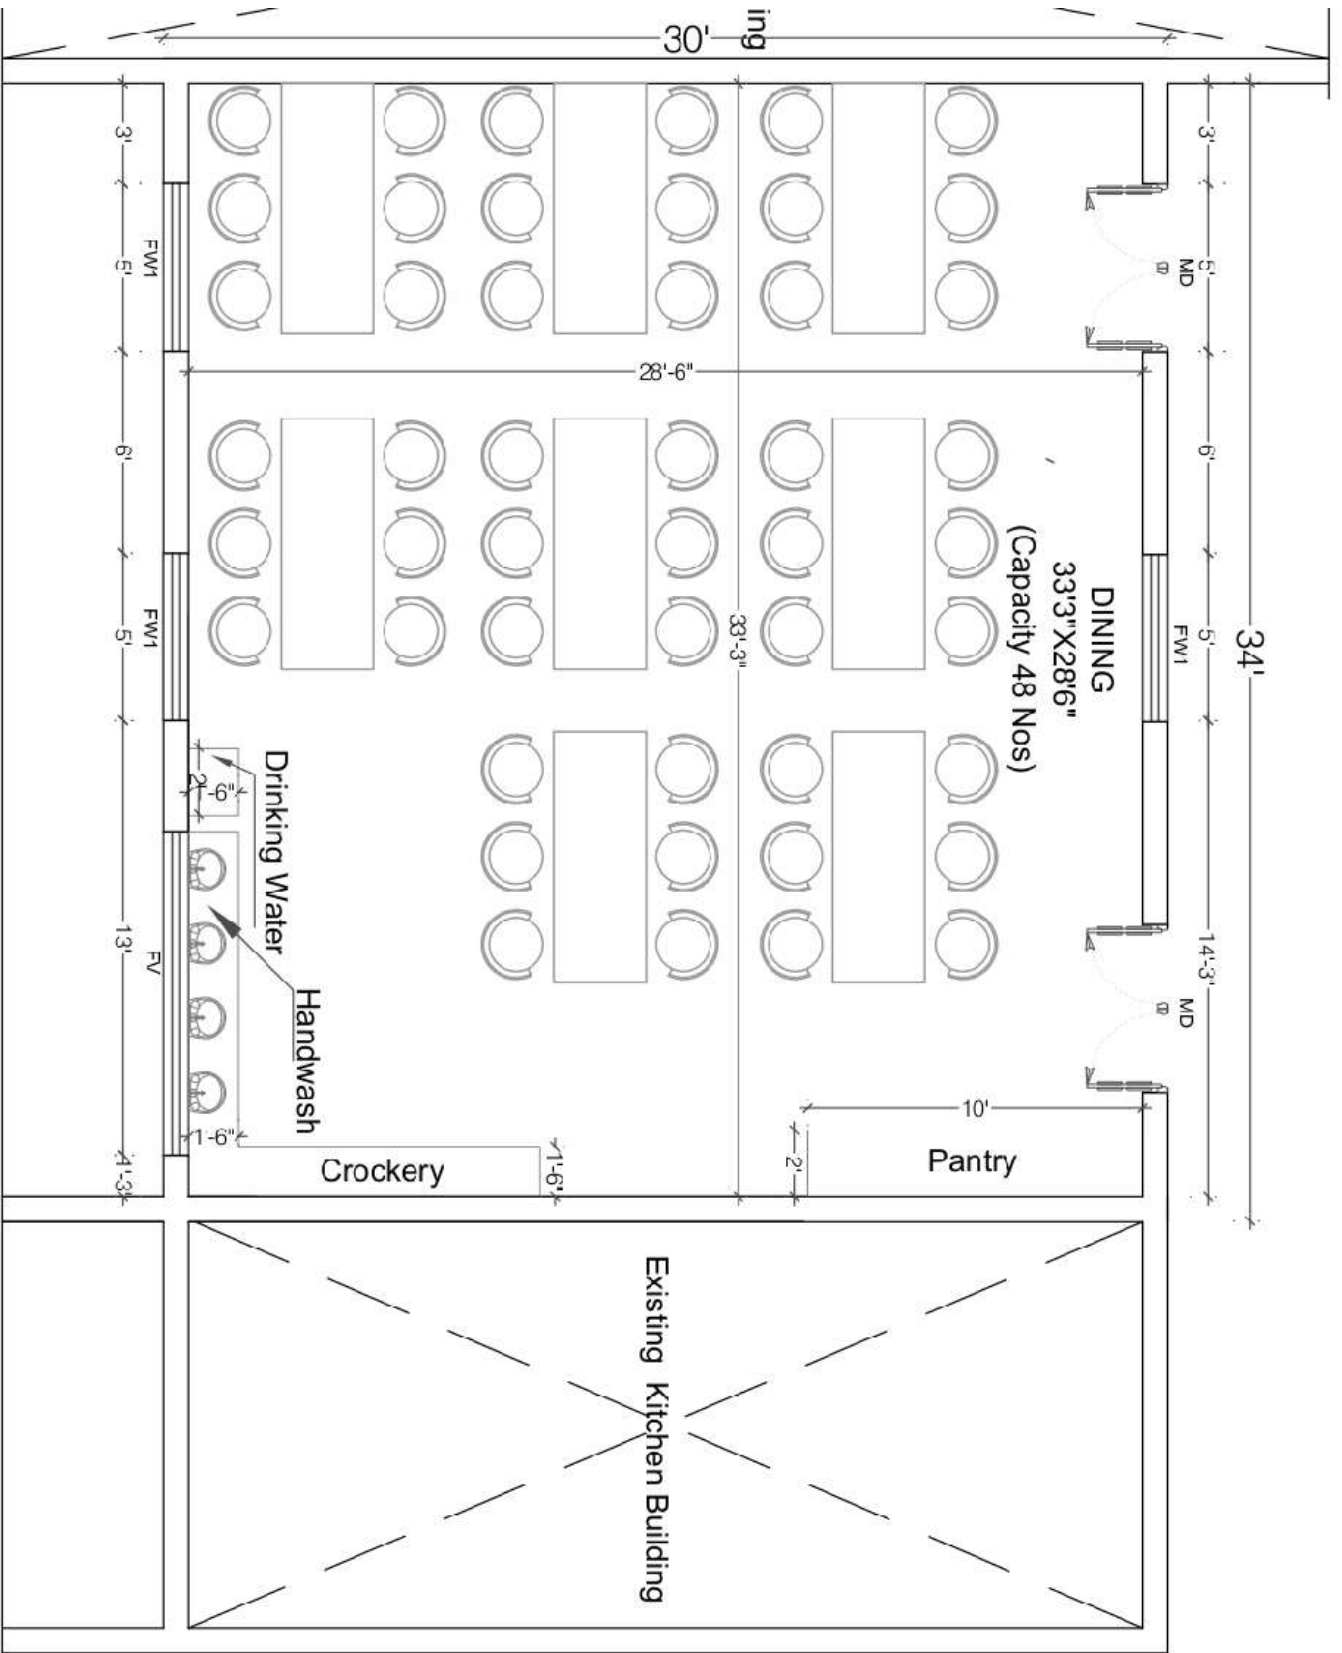 ing
30'
34'
3'
5'
6'
5'
14'-3"
MD
FW1
MD
DINING
33'3"X28'6"
(Capacity 48 Nos)
28'-6"
33'-3"
10'
2'
Pantry
1'-6"
Crockery
Drinking Water
Handwash
2'
1'-6"
1'-6"
FW1
FW1
FV
3'
5'
6'
5'
13'
1'-3"
Existing Kitchen Building